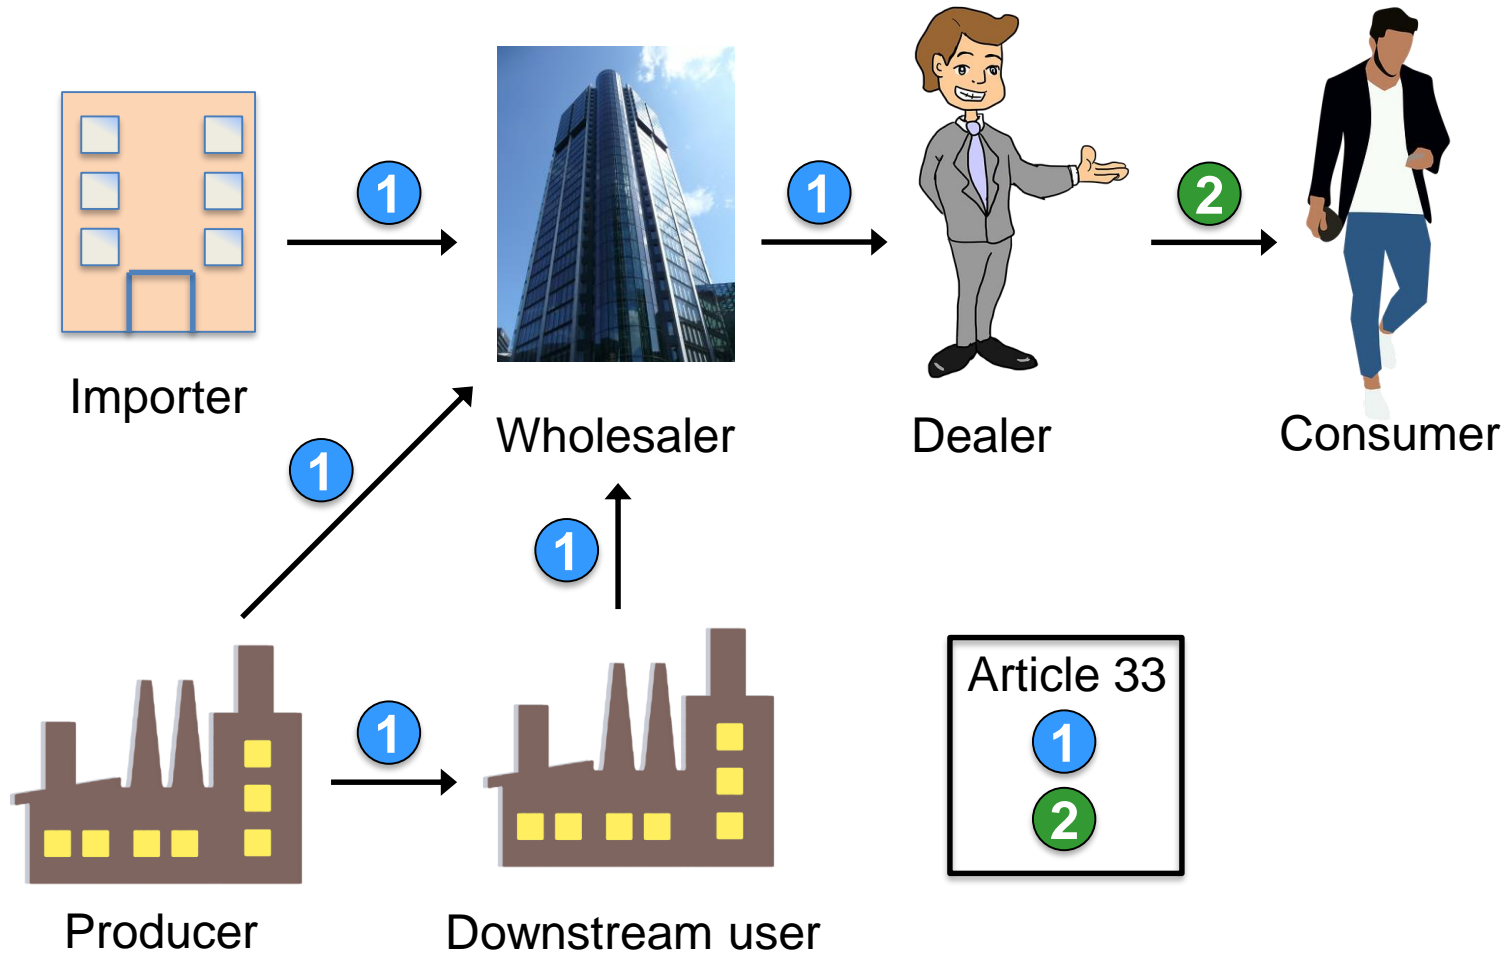 1
1
2
Importer
Wholesaler
Dealer
Consumer
1
1
Article 33
1
1
2
Producer
Downstream user